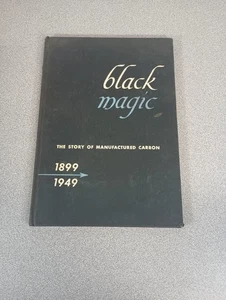 black
magic
THE STORY OF MANUFACTURED CARBON
1899
1949